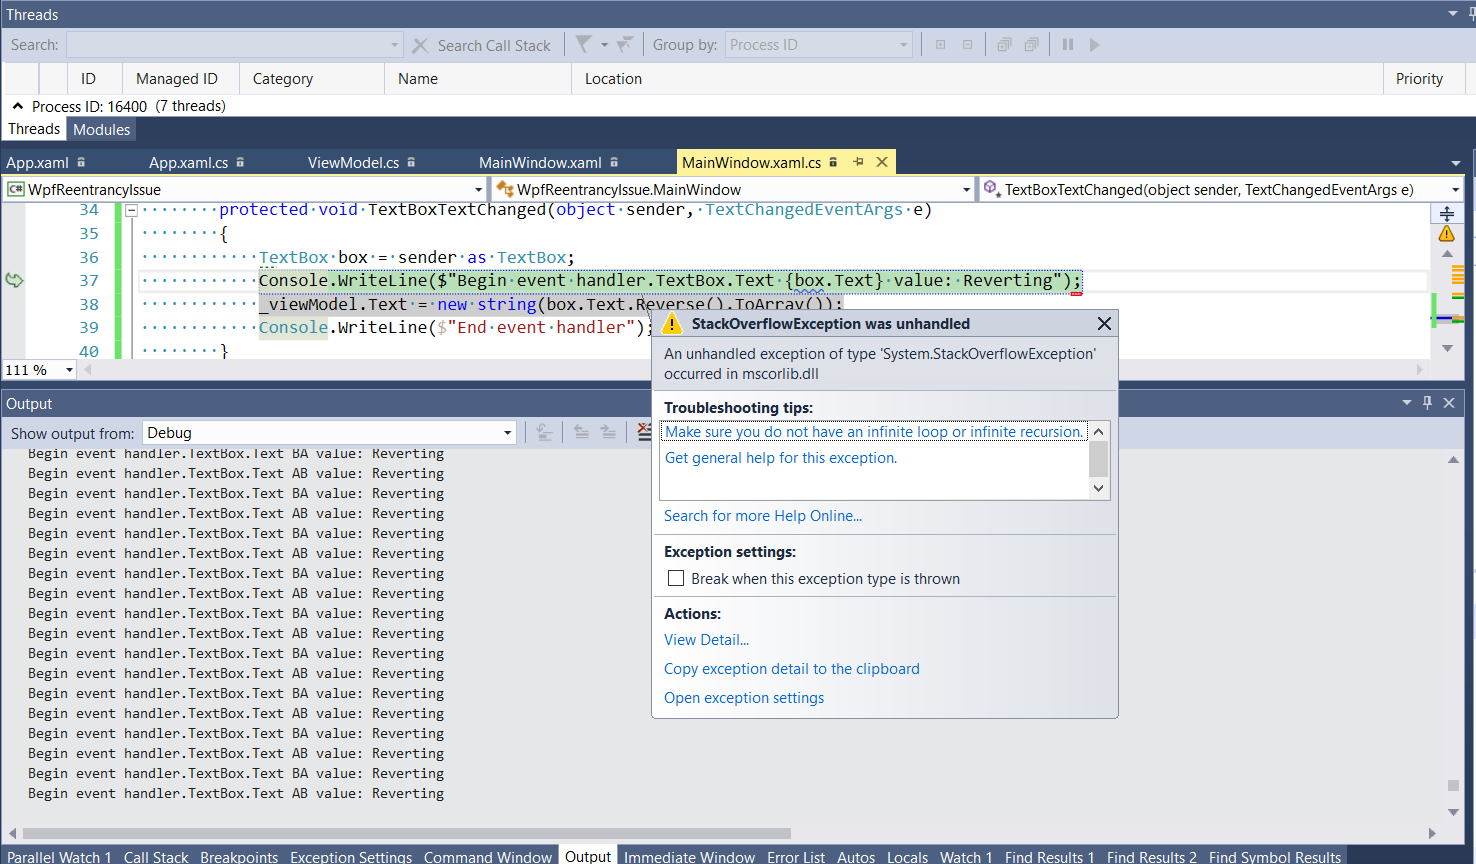 Threads
Search: Search Call Stack Group by: Process ID
ID Managed ID Category Name Location Priority
Process ID: 16400 (7 threads)
Threads Modules
App.xaml App.xaml.cs ViewModel.cs MainWindow.xaml MainWindow.xaml.cs
C# WpfReentrancyIssue WpfReentrancyIssue.MainWindow TextBoxTextChanged(object sender, TextChangedEventArgs e)
34 protected void TextBoxTextChanged(object sender, TextChangedEventArgs e)
35 {
36 TextBox box = sender as TextBox;
37 Console.WriteLine($"Begin event handler.TextBox.Text {box.Text} value: Reverting");
38 _viewModel.Text = new string(box.Text.Reverse().ToArray());
39 Console.WriteLine($"End event handler");
40 }
111 %
StackOverflowException was unhandled
An unhandled exception of type 'System.StackOverflowException'
occurred in mscorlib.dll
Troubleshooting tips:
Make sure you do not have an infinite loop or infinite recursion.
Get general help for this exception.
Search for more Help Online...
Exception settings:
Break when this exception type is thrown
Actions:
View Detail...
Copy exception detail to the clipboard
Open exception settings
Output
Show output from: Debug
Begin event handler.TextBox.Text BA value: Reverting
Begin event handler.TextBox.Text AB value: Reverting
Begin event handler.TextBox.Text BA value: Reverting
Begin event handler.TextBox.Text AB value: Reverting
Begin event handler.TextBox.Text BA value: Reverting
Begin event handler.TextBox.Text AB value: Reverting
Begin event handler.TextBox.Text BA value: Reverting
Begin event handler.TextBox.Text AB value: Reverting
Begin event handler.TextBox.Text BA value: Reverting
Begin event handler.TextBox.Text AB value: Reverting
Begin event handler.TextBox.Text BA value: Reverting
Begin event handler.TextBox.Text AB value: Reverting
Begin event handler.TextBox.Text BA value: Reverting
Begin event handler.TextBox.Text AB value: Reverting
Begin event handler.TextBox.Text BA value: Reverting
Begin event handler.TextBox.Text AB value: Reverting
Begin event handler.TextBox.Text BA value: Reverting
Begin event handler.TextBox.Text AB value: Reverting
Parallel Watch 1 Call Stack Breakpoints Exception Settings Command Window Output Immediate Window Error List Autos Locals Watch 1 Find Results 1 Find Results 2 Find Symbol Results